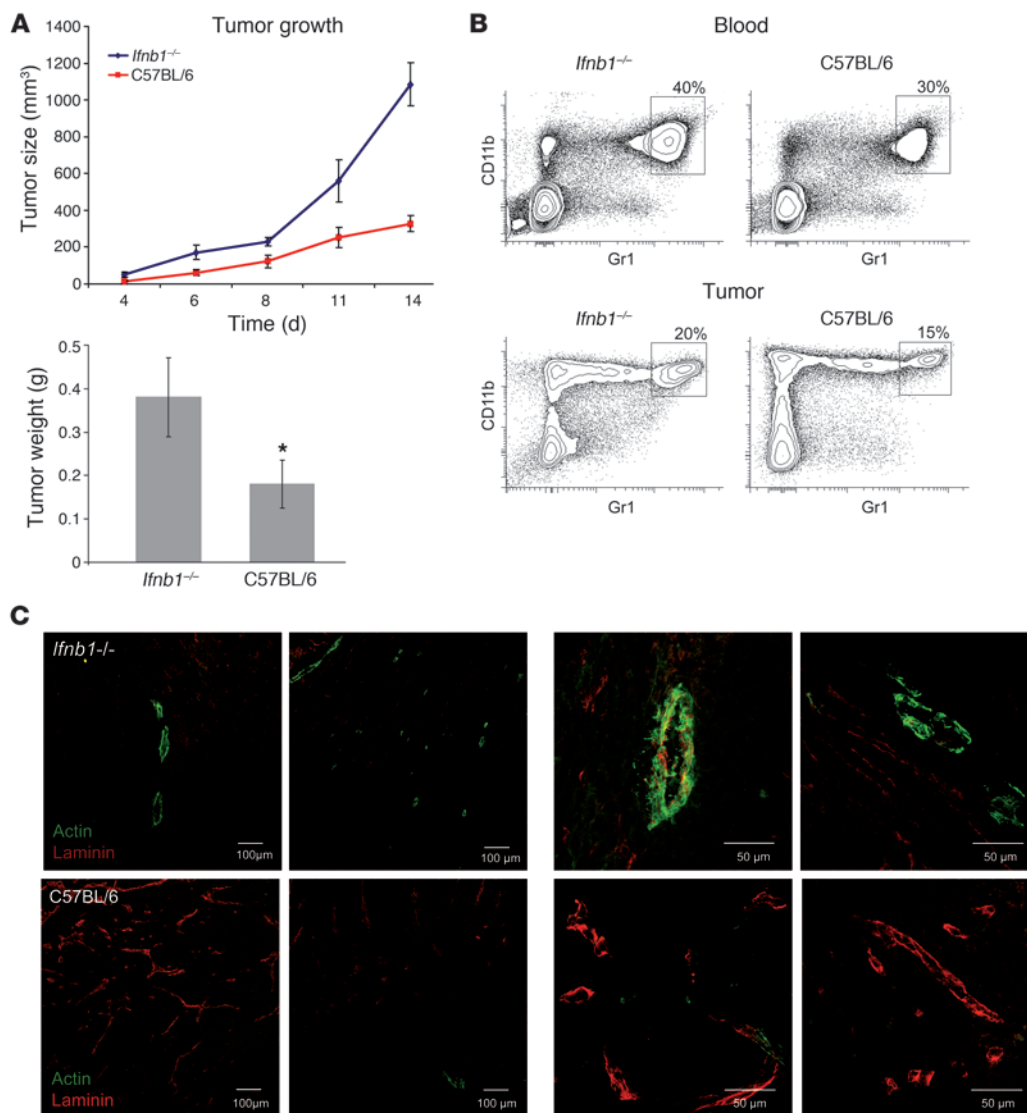 A
Tumor growth
1400
1200
1000
800
600
400
200
0
Tumor size (mm³)
Ifnb1⁻/⁻
C57BL/6
4 6 8 11 14
Time (d)
0.5
0.4
0.3
0.2
0.1
0
Tumor weight (g)
*
Ifnb1⁻/⁻ C57BL/6
B
Blood
Ifnb1⁻/⁻ C57BL/6
40% 30%
CD11b
Gr1 Gr1
Tumor
Ifnb1⁻/⁻ C57BL/6
20% 15%
CD11b
Gr1 Gr1
C
Ifnb1-/-
Actin
Laminin
100μm 100 μm 50 μm 50 μm
C57BL/6
Actin
Laminin
100μm 100 μm 50 μm 50 μm